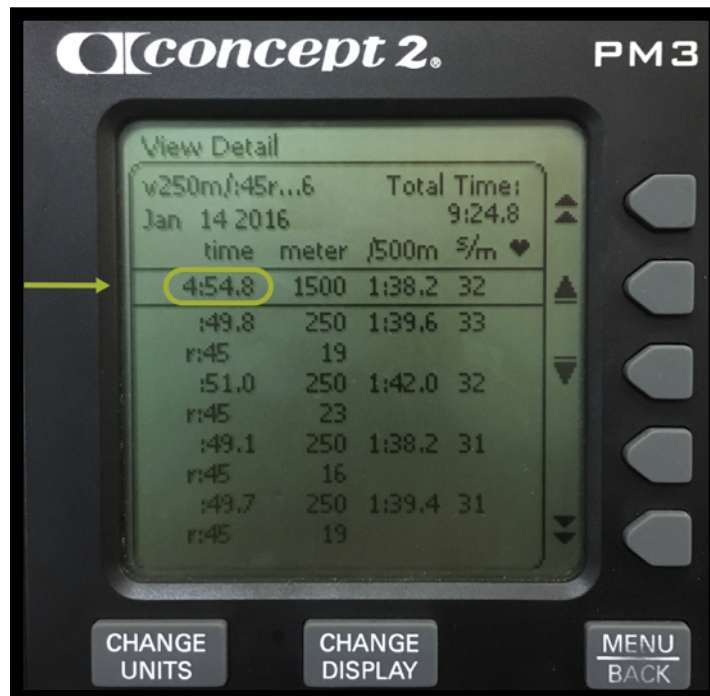 concept 2® PM3
View Detail
v250m/:45r...6 Total Time:
Jan 14 2016 9:24.8
time meter /500m s/m ♥
4:54.8 1500 1:38.2 32
:49.8 250 1:39.6 33
r:45 19
:51.0 250 1:42.0 32
r:45 23
:49.1 250 1:38.2 31
r:45 16
:49.7 250 1:39.4 31
r:45 19
CHANGE UNITS
CHANGE DISPLAY
MENU BACK